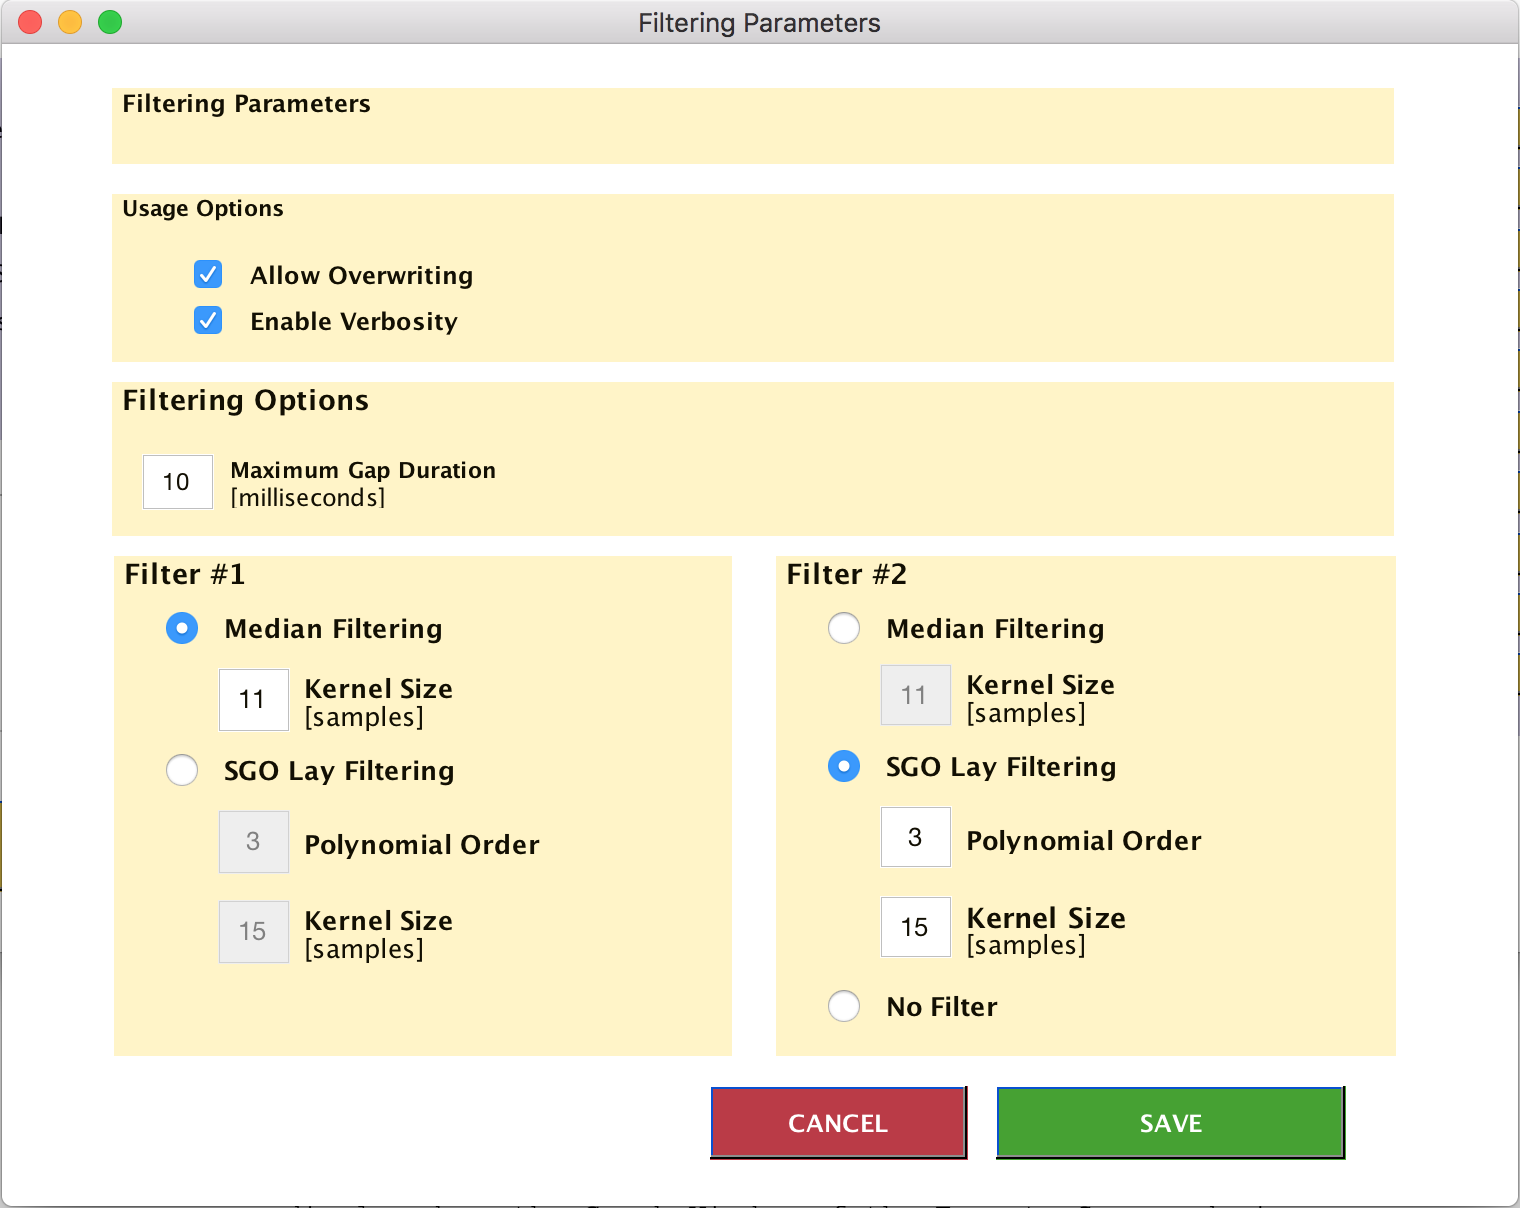 Filtering Parameters
Filtering Parameters
Usage Options
Allow Overwriting
Enable Verbosity
Filtering Options
10
Maximum Gap Duration
[milliseconds]
Filter #1
Median Filtering
11
Kernel Size
[samples]
SGO Lay Filtering
3
Polynomial Order
15
Kernel Size
[samples]
Filter #2
Median Filtering
11
Kernel Size
[samples]
SGO Lay Filtering
3
Polynomial Order
15
Kernel Size
[samples]
No Filter
CANCEL
SAVE